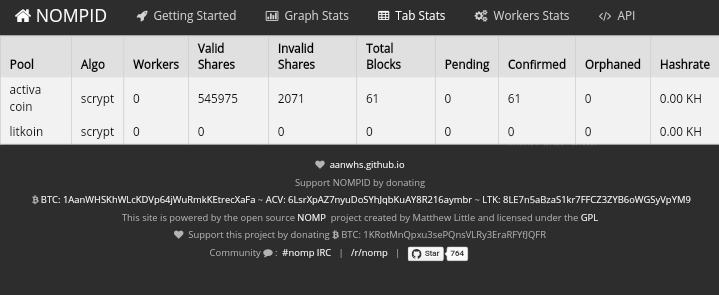 NOMPID Getting Started Graph Stats Tab Stats Workers Stats </> API
Pool Algo Workers Valid Shares Invalid Shares Total Blocks Pending Confirmed Orphaned Hashrate
activa coin scrypt 0 545975 2071 61 0 61 0 0.00 KH
litkoin scrypt 0 0 0 0 0 0 0 0.00 KH
aanwhs.github.io
Support NOMPID by donating
BTC: 1AanWHSKhWLcKDVp64jWuRmkKEtrecXaFa ~ ACV: 6LsrXpAZ7nyuDoSYhJqbKuAY8R216aymbr ~ LTK: 8LE7n5aBzaS1kr7FFCZ3ZYB6oWGSyVpYM9
This site is powered by the open source NOMP project created by Matthew Little and licensed under the GPL
Support this project by donating BTC: 1KRotMnQpxu3sePQnsVLRy3EraRFYfJQFR
Community : #nomp IRC | /r/nomp | Star 764